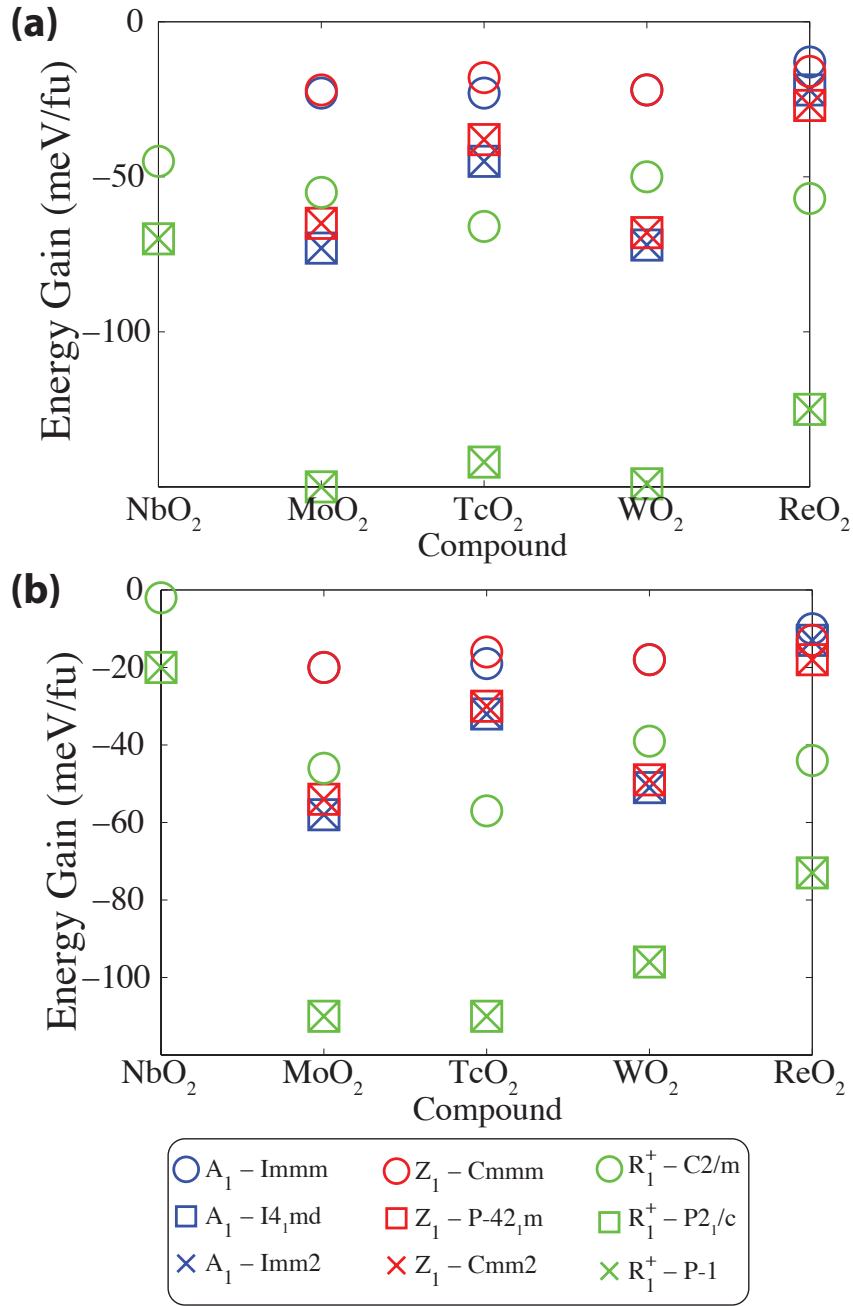 (a)
0
−50
−100
Energy Gain (meV/fu)
NbO2 MoO2 TcO2 WO2 ReO2
Compound
(b)
0
−20
−40
−60
−80
−100
Energy Gain (meV/fu)
NbO2 MoO2 TcO2 WO2 ReO2
Compound
A1 – Immm Z1 – Cmmm R1+ – C2/m
A1 – I41md Z1 – P-421m R1+ – P21/c
A1 – Imm2 Z1 – Cmm2 R1+ – P-1